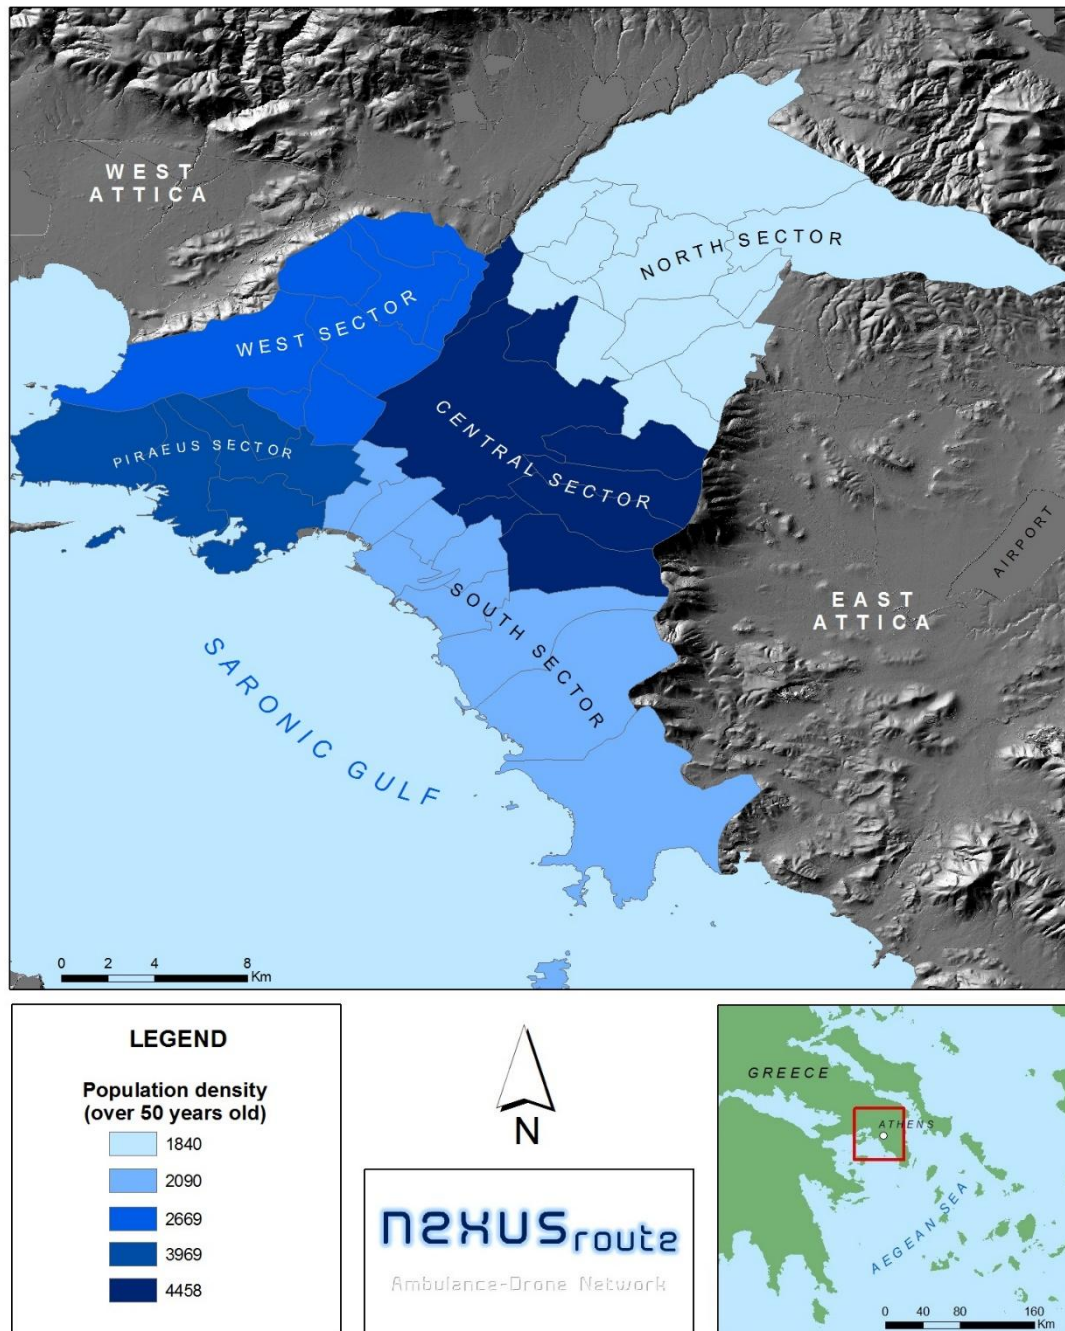 WEST
ATTICA
NORTH SECTOR
WEST SECTOR
CENTRAL SECTOR
PIRAEUS SECTOR
AIRPORT
EAST
ATTICA
SOUTH SECTOR
SARONIC GULF
0 2 4 8
Km
LEGEND
Population density
(over 50 years old)
1840
2090
2669
3969
4458
N
nexus route
Ambulance-Drone Network
GREECE
ATHENS
AEGEAN SEA
0 40 80 160
Km